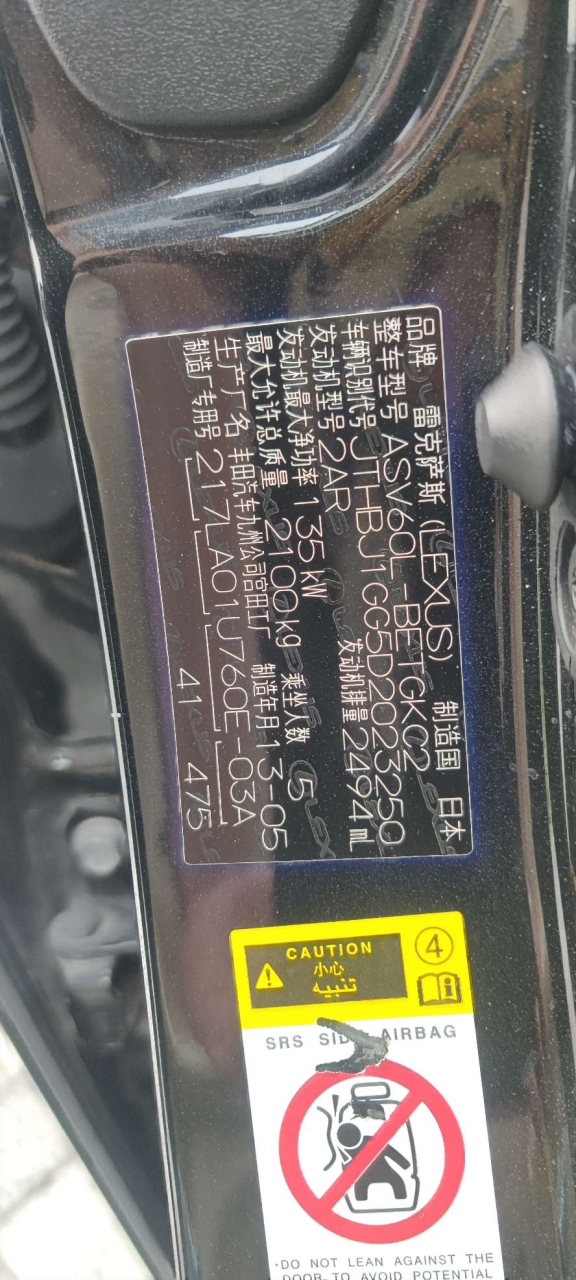 品牌 雷克萨斯 (LEXUS) 制造国 日本
整车型号 ASV60L-BETGKC2
车辆识别代号 JTHBJ1GG5D2023250
发动机型号 2AR 发动机排量 2494 mL
发动机最大净功率 135 kW
最大允许总质量 2100 kg 乘坐人数 5
生产厂名 丰田汽车九州公司宫田工厂 制造年月 13-05
制造厂专用号 217LA01U760E-03A
41 475
CAUTION
小心
تنبيه
4
SRS SIDE AIRBAG
·DO NOT LEAN AGAINST THE
DOOR TO AVOID POTENTIAL